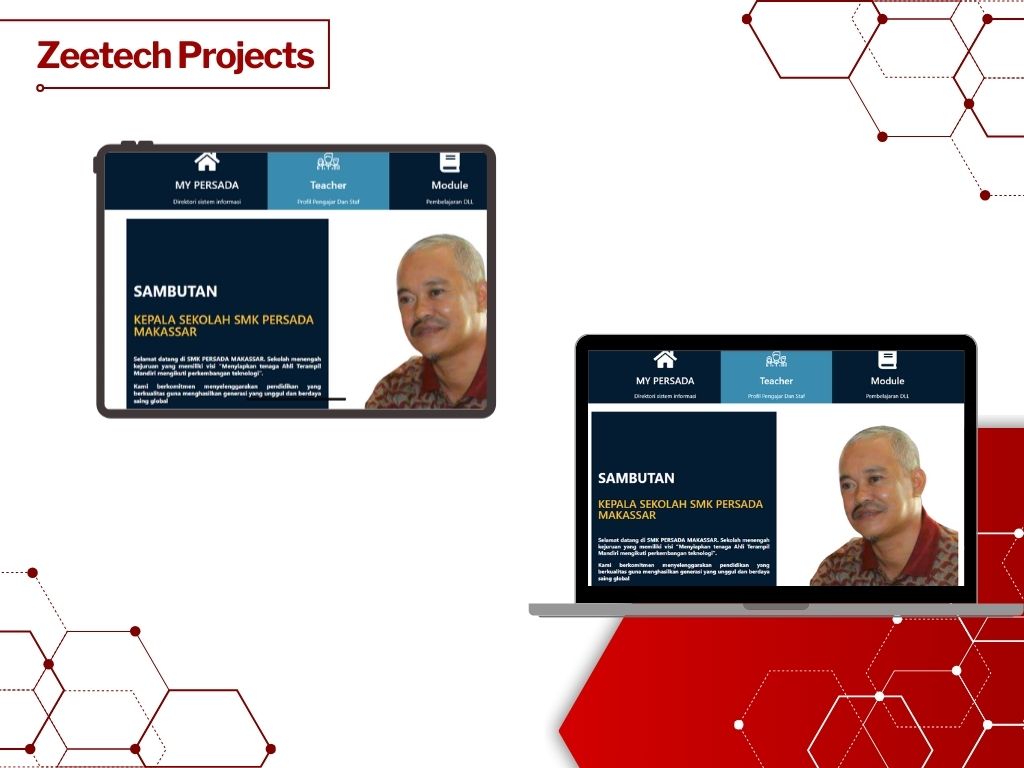 Zeetech Projects
MY PERSADA
Direktori sistem informasi
Teacher
Profil Pengajar Dan Staf
Module
Pembelajaran DLL
SAMBUTAN
KEPALA SEKOLAH SMK PERSADA
MAKASSAR
Selamat datang di SMK PERSADA MAKASSAR. Sekolah menengah
kejuruan yang memiliki visi "Menyiapkan tenaga Ahli Terampil
Mandiri mengikuti perkembangan teknologi".
Kami berkomitmen menyelenggarakan pendidikan yang
berkualitas guna menghasilkan generasi yang unggul dan berdaya
saing global
MY PERSADA
Direktori sistem informasi
Teacher
Profil Pengajar Dan Staf
Module
Pembelajaran DLL
SAMBUTAN
KEPALA SEKOLAH SMK PERSADA
MAKASSAR
Selamat datang di SMK PERSADA MAKASSAR. Sekolah menengah
kejuruan yang memiliki visi "Menyiapkan tenaga Ahli Terampil
Mandiri mengikuti perkembangan teknologi".
Kami berkomitmen menyelenggarakan pendidikan yang
berkualitas guna menghasilkan generasi yang unggul dan berdaya
saing global